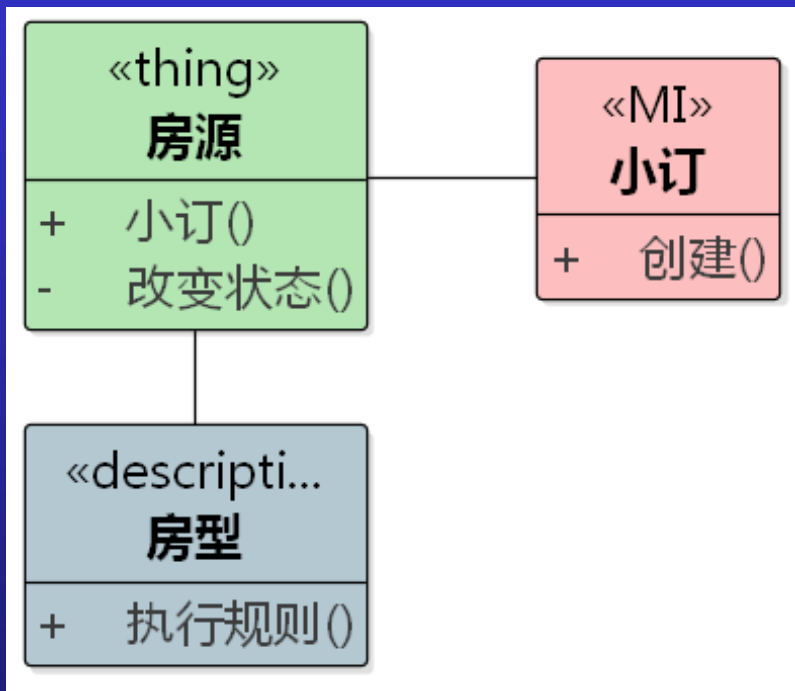 «thing»
房源
+ 小订()
- 改变状态()
«MI»
小订
+ 创建()
«descripti...
房型
+ 执行规则()